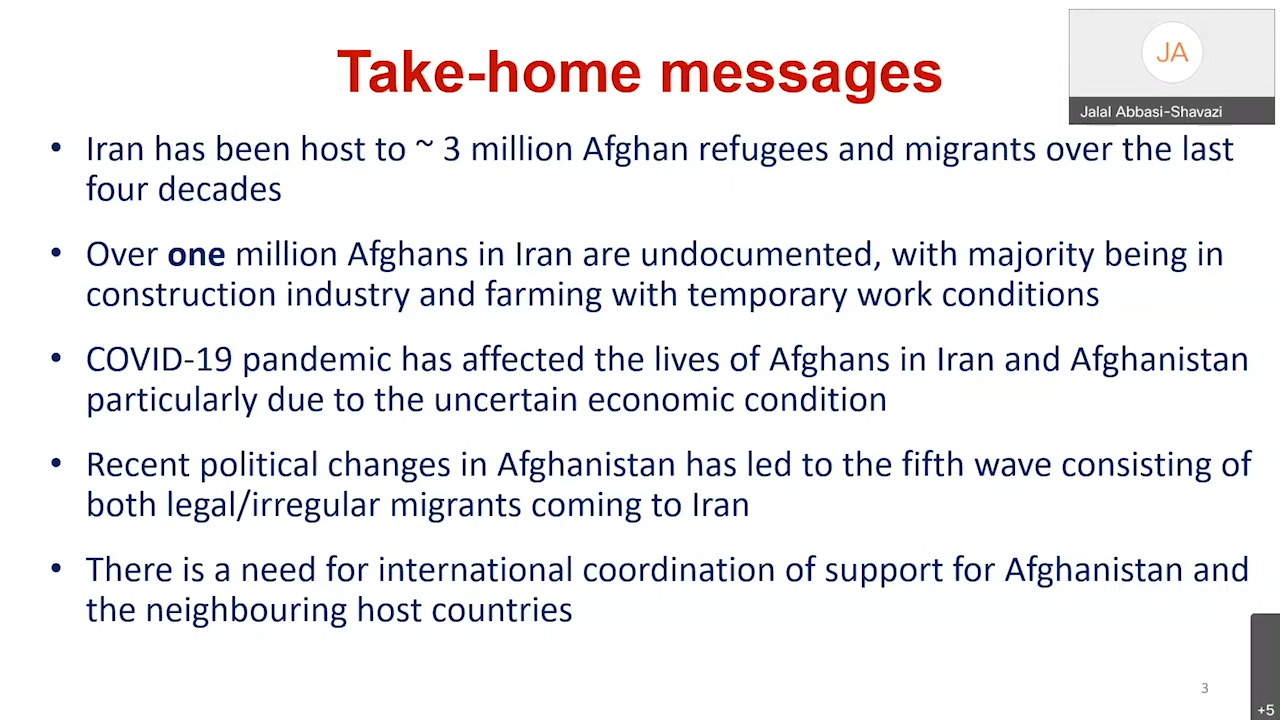 Take-home messages
JA
Jalal Abbasi-Shavazi
• Iran has been host to ~ 3 million Afghan refugees and migrants over the last
four decades
• Over one million Afghans in Iran are undocumented, with majority being in
construction industry and farming with temporary work conditions
• COVID-19 pandemic has affected the lives of Afghans in Iran and Afghanistan
particularly due to the uncertain economic condition
• Recent political changes in Afghanistan has led to the fifth wave consisting of
both legal/irregular migrants coming to Iran
• There is a need for international coordination of support for Afghanistan and
the neighbouring host countries
3
+5